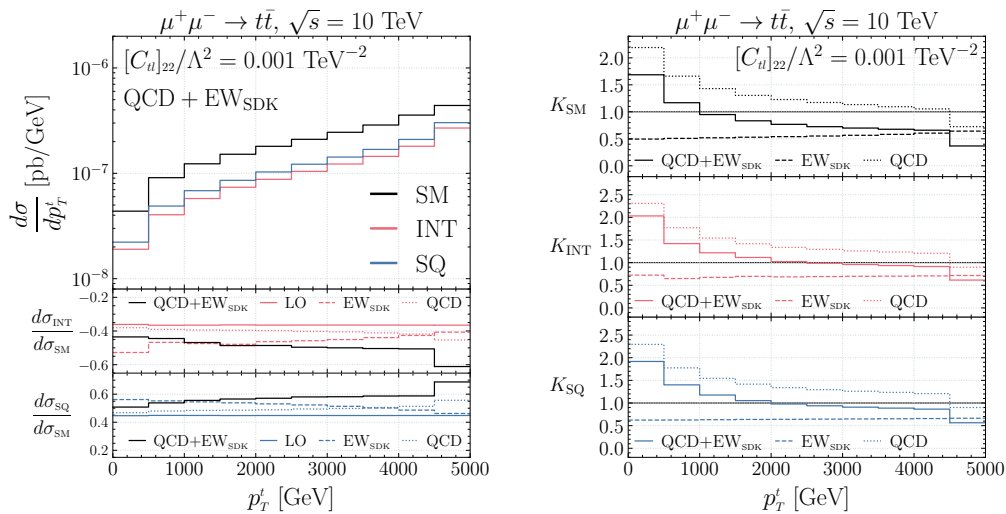 μ⁺μ⁻ → tt̄, √s = 10 TeV
[C_tl]₂₂/Λ² = 0.001 TeV⁻²
QCD + EW_SDK
dσ/dp_T^t [pb/GeV]
10⁻⁶
10⁻⁷
10⁻⁸
SM
INT
SQ
dσ_INT/dσ_SM
−0.2
−0.4
−0.6
QCD+EW_SDK LO EW_SDK QCD
dσ_SQ/dσ_SM
0.6
0.4
0.2
QCD+EW_SDK LO EW_SDK QCD
0 1000 2000 3000 4000 5000
p_T^t [GeV]
μ⁺μ⁻ → tt̄, √s = 10 TeV
[C_tl]₂₂/Λ² = 0.001 TeV⁻²
K_SM
2.0
1.5
1.0
0.5
0.0
QCD+EW_SDK EW_SDK QCD
K_INT
2.0
1.5
1.0
0.5
0.0
QCD+EW_SDK EW_SDK QCD
K_SQ
2.0
1.5
1.0
0.5
0.0
QCD+EW_SDK EW_SDK QCD
0 1000 2000 3000 4000 5000
p_T^t [GeV]